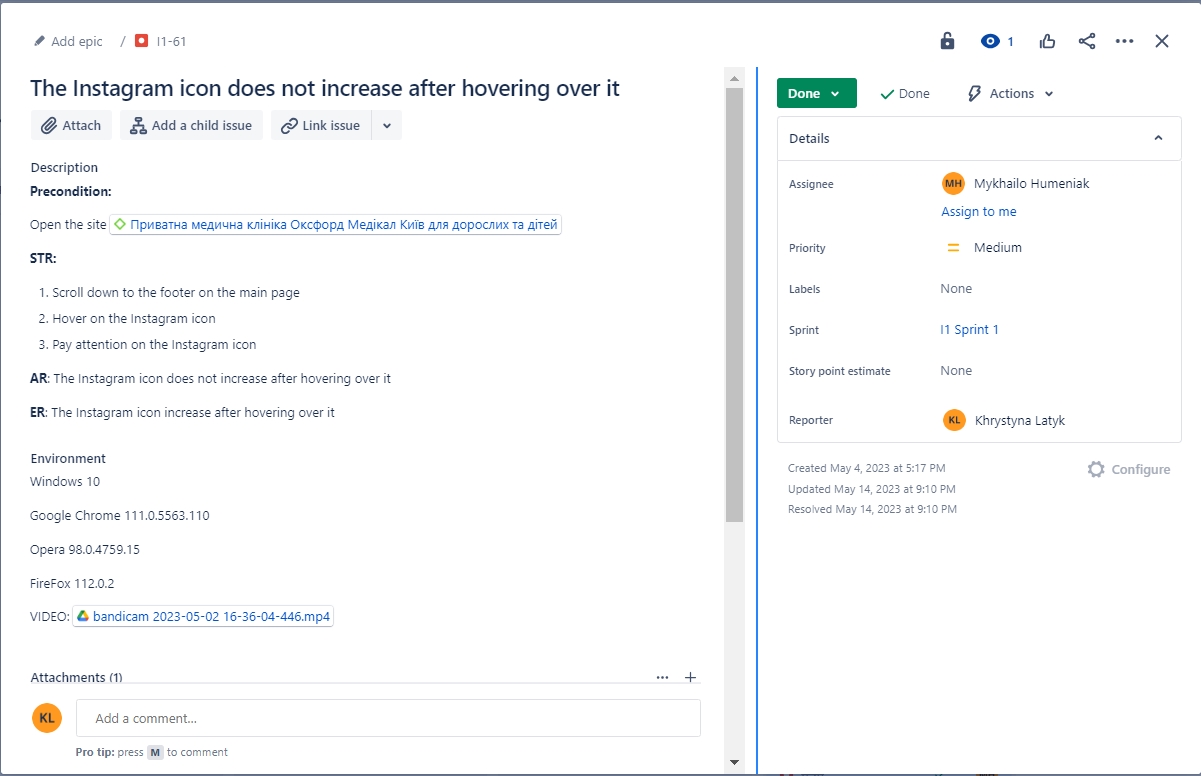 Add epic / I1-61
1
The Instagram icon does not increase after hovering over it
Attach Add a child issue Link issue
Description
Precondition:
Open the site Приватна медична клініка Оксфорд Медікал Київ для дорослих та дітей
STR:
1. Scroll down to the footer on the main page
2. Hover on the Instagram icon
3. Pay attention on the Instagram icon
AR: The Instagram icon does not increase after hovering over it
ER: The Instagram icon increase after hovering over it
Environment
Windows 10
Google Chrome 111.0.5563.110
Opera 98.0.4759.15
FireFox 112.0.2
VIDEO: bandicam 2023-05-02 16-36-04-446.mp4
Attachments (1)
KL Add a comment...
Pro tip: press M to comment
Done Done Actions
Details
Assignee MH Mykhailo Humeniak
Assign to me
Priority Medium
Labels None
Sprint I1 Sprint 1
Story point estimate None
Reporter KL Khrystyna Latyk
Created May 4, 2023 at 5:17 PM
Configure
Updated May 14, 2023 at 9:10 PM
Resolved May 14, 2023 at 9:10 PM